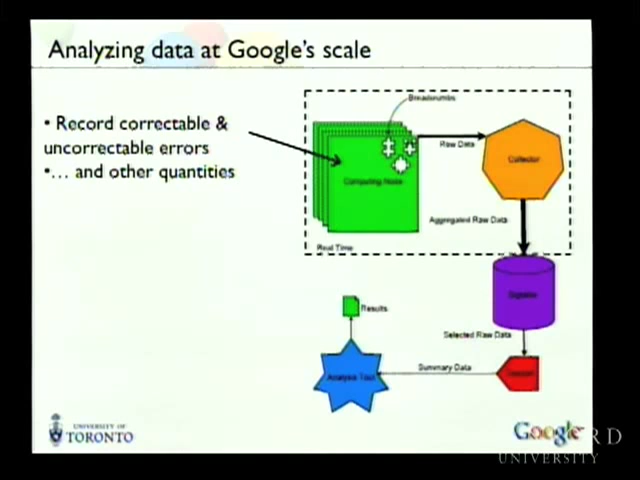 Analyzing data at Google's scale
• Record correctable &
uncorrectable errors
•... and other quantities
Breadcrumbs
Raw Data
Collector
Computing Node
Aggregated Raw Data
Real Time
Bigtable
Results
Selected Raw Data
Summary Data
Analysis Tool
UNIVERSITY OF
TORONTO
Google
RD
UNIVERSITY